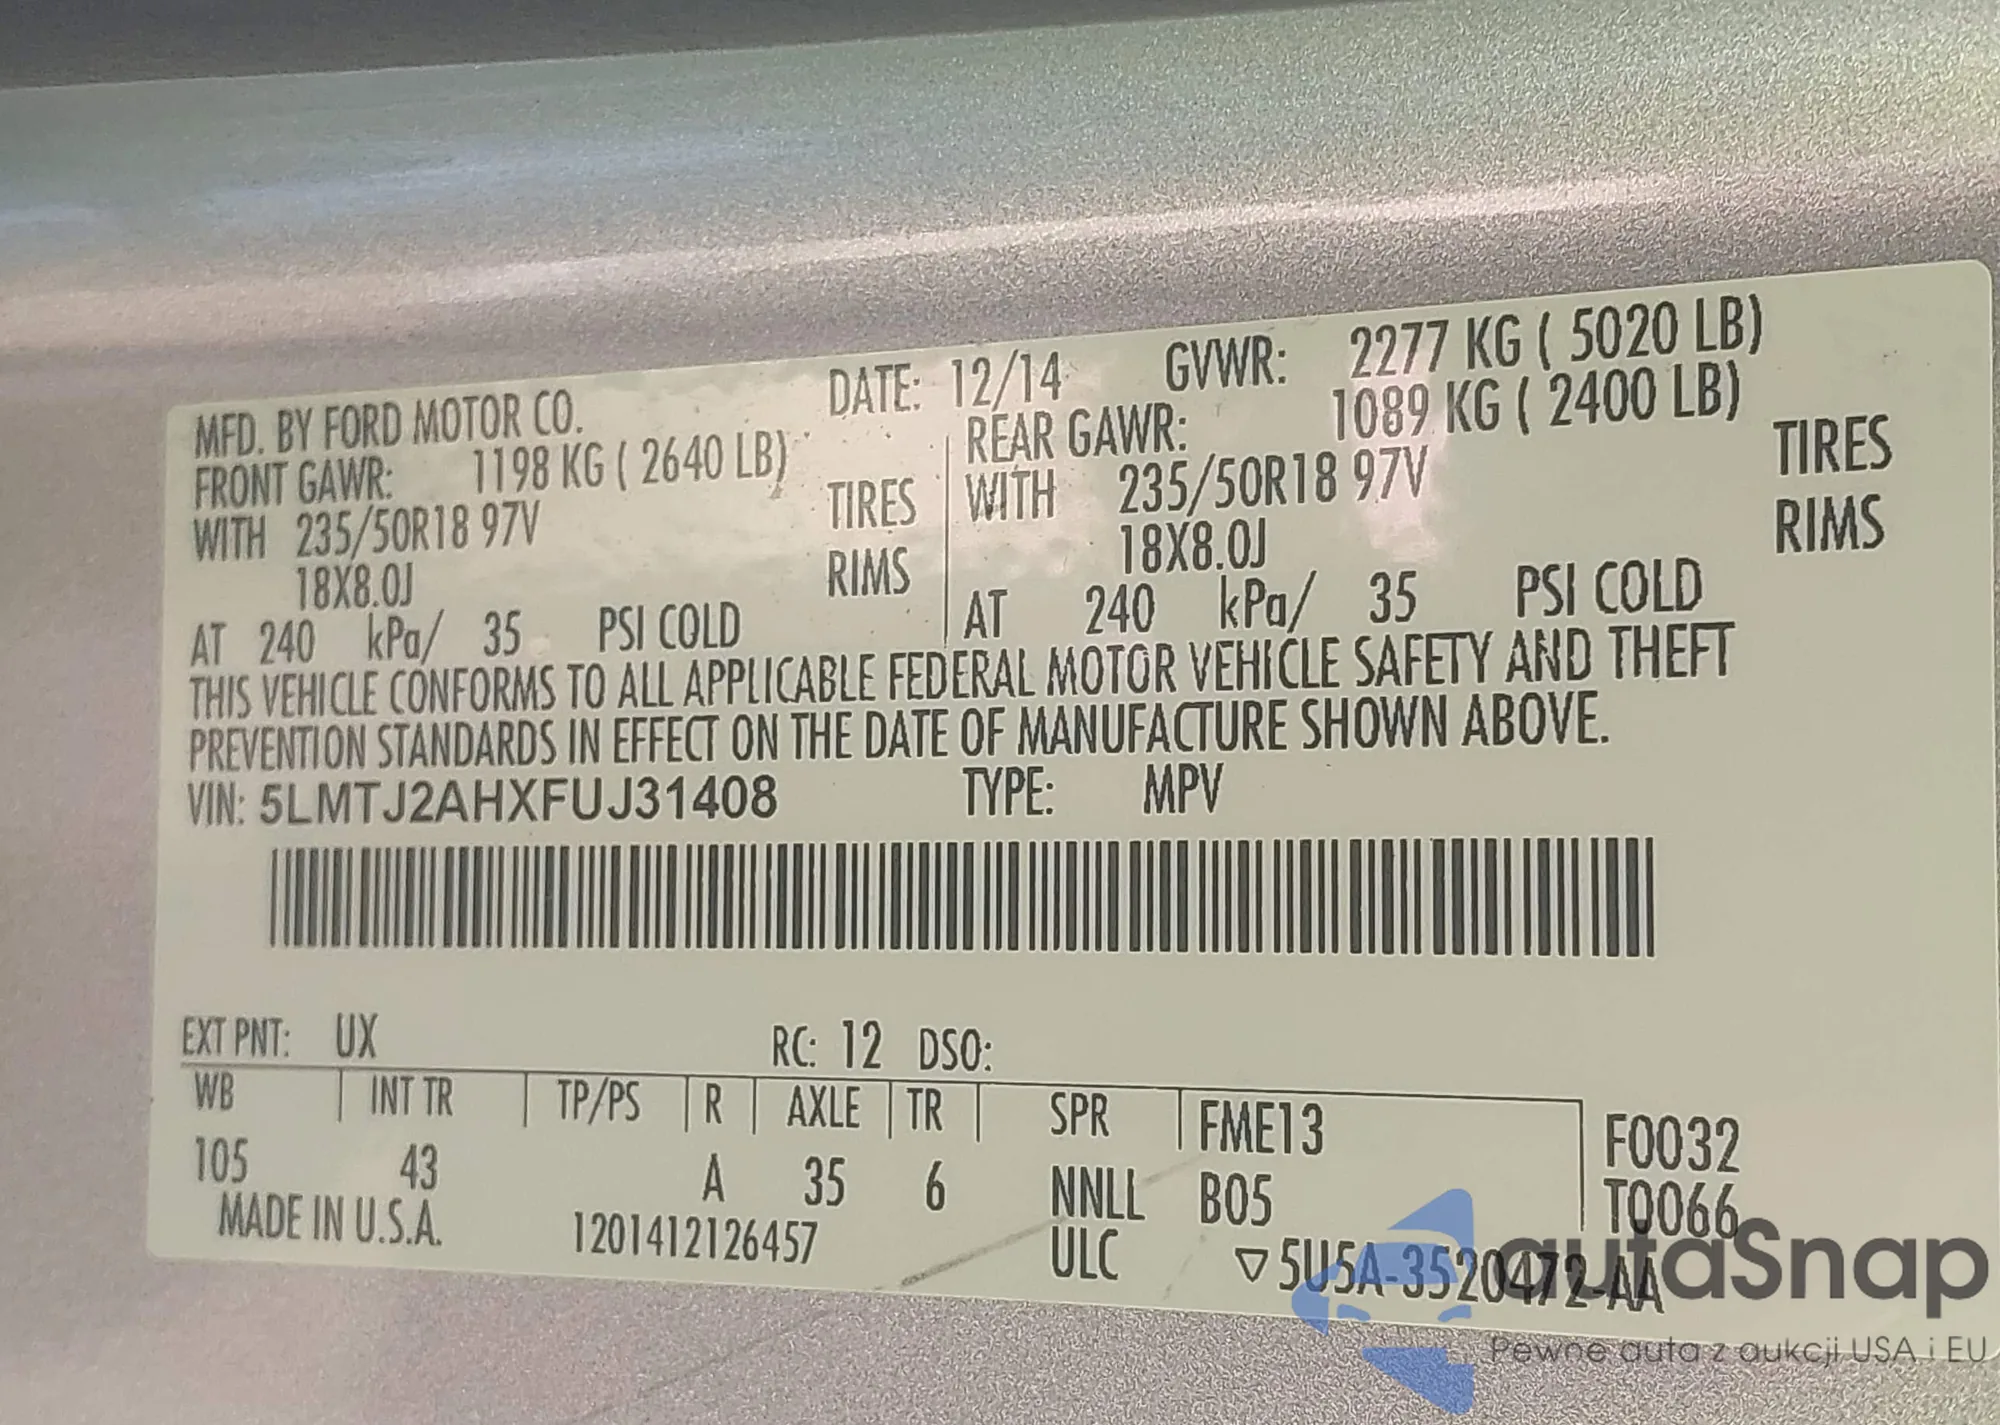 MFD. BY FORD MOTOR CO. DATE: 12/14 GVWR: 2277 KG ( 5020 LB)
FRONT GAWR: 1198 KG ( 2640 LB) REAR GAWR: 1089 KG ( 2400 LB)
WITH 235/50R18 97V TIRES WITH 235/50R18 97V TIRES
18X8.0J RIMS 18X8.0J RIMS
AT 240 kPa/ 35 PSI COLD AT 240 kPa/ 35 PSI COLD
THIS VEHICLE CONFORMS TO ALL APPLICABLE FEDERAL MOTOR VEHICLE SAFETY AND THEFT
PREVENTION STANDARDS IN EFFECT ON THE DATE OF MANUFACTURE SHOWN ABOVE.
VIN: 5LMTJ2AHXFUJ31408 TYPE: MPV
EXT PNT: UX RC: 12 DSO:
WB INT TR TP/PS R AXLE TR SPR FME13 F0032
105 43 A 35 6 NNLL B05 T0066
MADE IN U.S.A. 1201412126457 ULC ▽5U5A-3520472-AA
autaSnap
Pewne auta z aukcji USA i EU